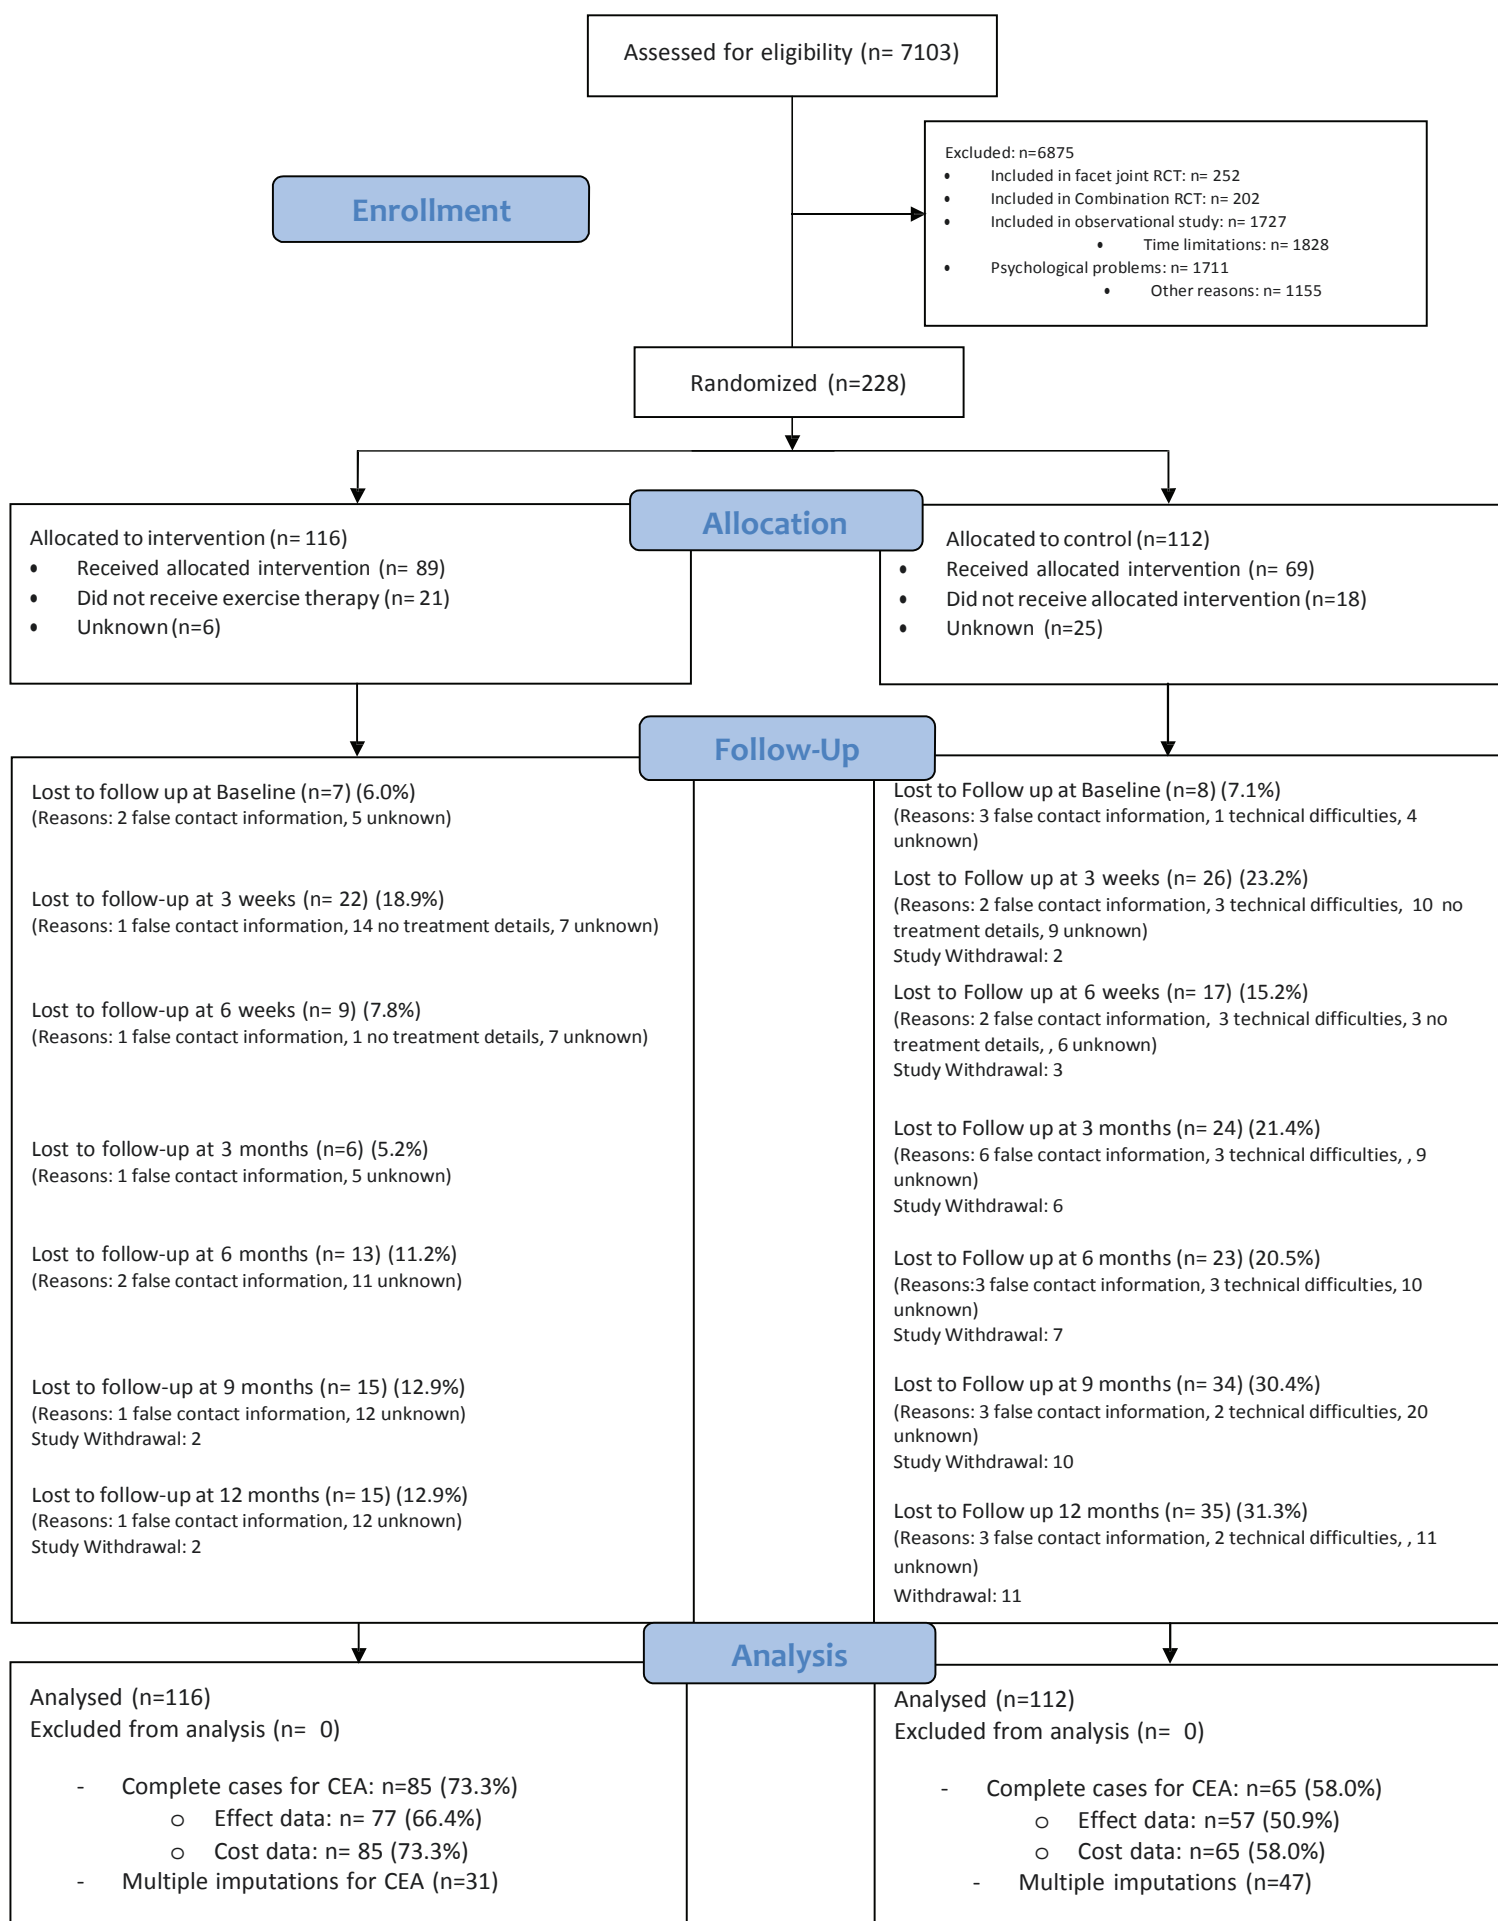 Assessed for eligibility (n= 7103)
Enrollment
Excluded: n=6875
• Included in facet joint RCT: n= 252
• Included in Combination RCT: n= 202
• Included in observational study: n= 1727
• Time limitations: n= 1828
• Psychological problems: n= 1711
• Other reasons: n= 1155
Randomized (n=228)
Allocation
Allocated to intervention (n= 116)
• Received allocated intervention (n= 89)
• Did not receive exercise therapy (n= 21)
• Unknown (n=6)
Allocated to control (n=112)
• Received allocated intervention (n= 69)
• Did not receive allocated intervention (n=18)
• Unknown (n=25)
Follow-Up
Lost to follow up at Baseline (n=7) (6.0%)
(Reasons: 2 false contact information, 5 unknown)
Lost to follow-up at 3 weeks (n= 22) (18.9%)
(Reasons: 1 false contact information, 14 no treatment details, 7 unknown)
Lost to follow-up at 6 weeks (n= 9) (7.8%)
(Reasons: 1 false contact information, 1 no treatment details, 7 unknown)
Lost to follow-up at 3 months (n=6) (5.2%)
(Reasons: 1 false contact information, 5 unknown)
Lost to follow-up at 6 months (n= 13) (11.2%)
(Reasons: 2 false contact information, 11 unknown)
Lost to follow-up at 9 months (n= 15) (12.9%)
(Reasons: 1 false contact information, 12 unknown)
Study Withdrawal: 2
Lost to follow-up at 12 months (n= 15) (12.9%)
(Reasons: 1 false contact information, 12 unknown)
Study Withdrawal: 2
Lost to Follow up at Baseline (n=8) (7.1%)
(Reasons: 3 false contact information, 1 technical difficulties, 4
unknown)
Lost to Follow up at 3 weeks (n= 26) (23.2%)
(Reasons: 2 false contact information, 3 technical difficulties, 10 no
treatment details, 9 unknown)
Study Withdrawal: 2
Lost to Follow up at 6 weeks (n= 17) (15.2%)
(Reasons: 2 false contact information, 3 technical difficulties, 3 no
treatment details, , 6 unknown)
Study Withdrawal: 3
Lost to Follow up at 3 months (n= 24) (21.4%)
(Reasons: 6 false contact information, 3 technical difficulties, , 9
unknown)
Study Withdrawal: 6
Lost to Follow up at 6 months (n= 23) (20.5%)
(Reasons:3 false contact information, 3 technical difficulties, 10
unknown)
Study Withdrawal: 7
Lost to Follow up at 9 months (n= 34) (30.4%)
(Reasons: 3 false contact information, 2 technical difficulties, 20
unknown)
Study Withdrawal: 10
Lost to Follow up 12 months (n= 35) (31.3%)
(Reasons: 3 false contact information, 2 technical difficulties, , 11
unknown)
Withdrawal: 11
Analysis
Analysed (n=116)
Excluded from analysis (n= 0)
- Complete cases for CEA: n=85 (73.3%)
o Effect data: n= 77 (66.4%)
o Cost data: n= 85 (73.3%)
- Multiple imputations for CEA (n=31)
Analysed (n=112)
Excluded from analysis (n= 0)
- Complete cases for CEA: n=65 (58.0%)
o Effect data: n=57 (50.9%)
o Cost data: n=65 (58.0%)
- Multiple imputations (n=47)